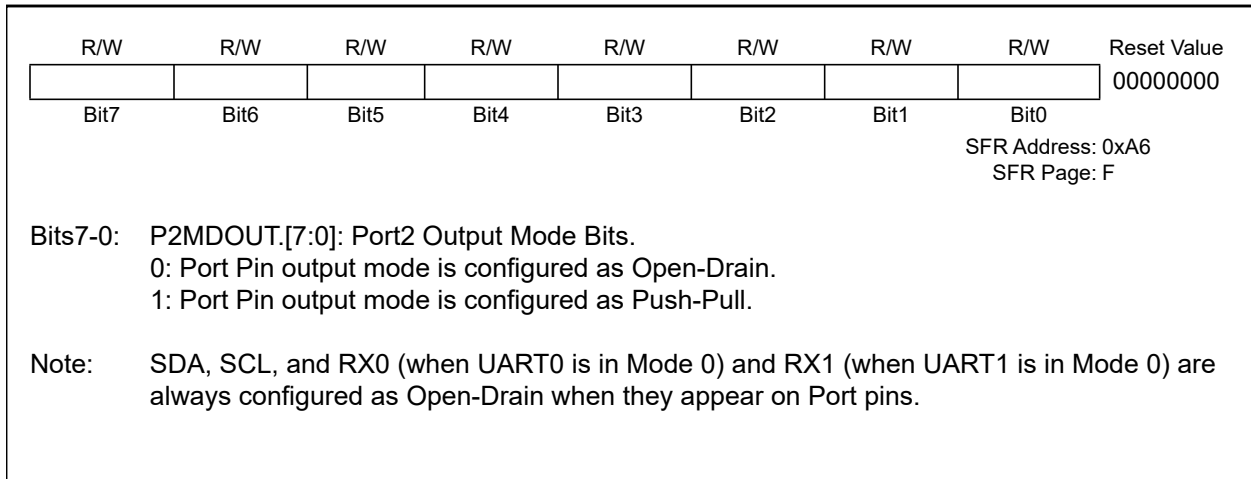 R/W R/W R/W R/W R/W R/W R/W R/W Reset Value
00000000
Bit7 Bit6 Bit5 Bit4 Bit3 Bit2 Bit1 Bit0
SFR Address: 0xA6
SFR Page: F
Bits7-0: P2MDOUT.[7:0]: Port2 Output Mode Bits.
0: Port Pin output mode is configured as Open-Drain.
1: Port Pin output mode is configured as Push-Pull.
Note: SDA, SCL, and RX0 (when UART0 is in Mode 0) and RX1 (when UART1 is in Mode 0) are
always configured as Open-Drain when they appear on Port pins.